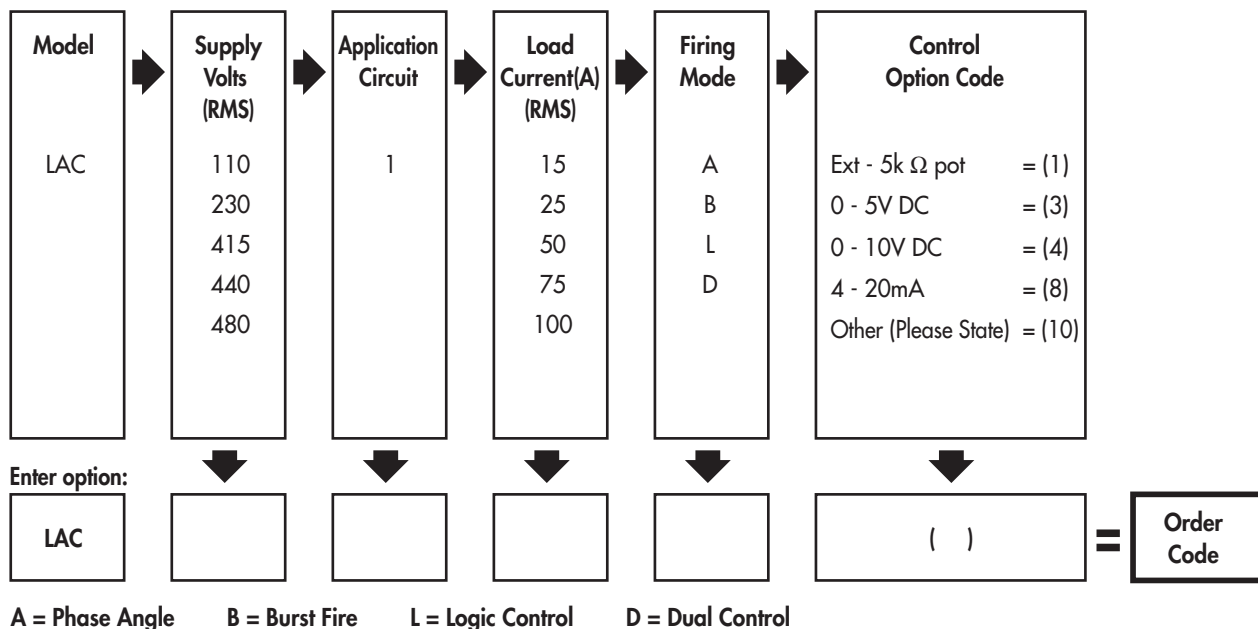 Model
Supply
Volts
(RMS)
Application
Circuit
Load
Current(A)
(RMS)
Firing
Mode
Control
Option Code
LAC
110
230
415
440
480
1
15
25
50
75
100
A
B
L
D
Ext - 5k Ω pot = (1)
0 - 5V DC = (3)
0 - 10V DC = (4)
4 - 20mA = (8)
Other (Please State) = (10)
Enter option:
LAC
( )
=
Order
Code
A = Phase Angle B = Burst Fire L = Logic Control D = Dual Control